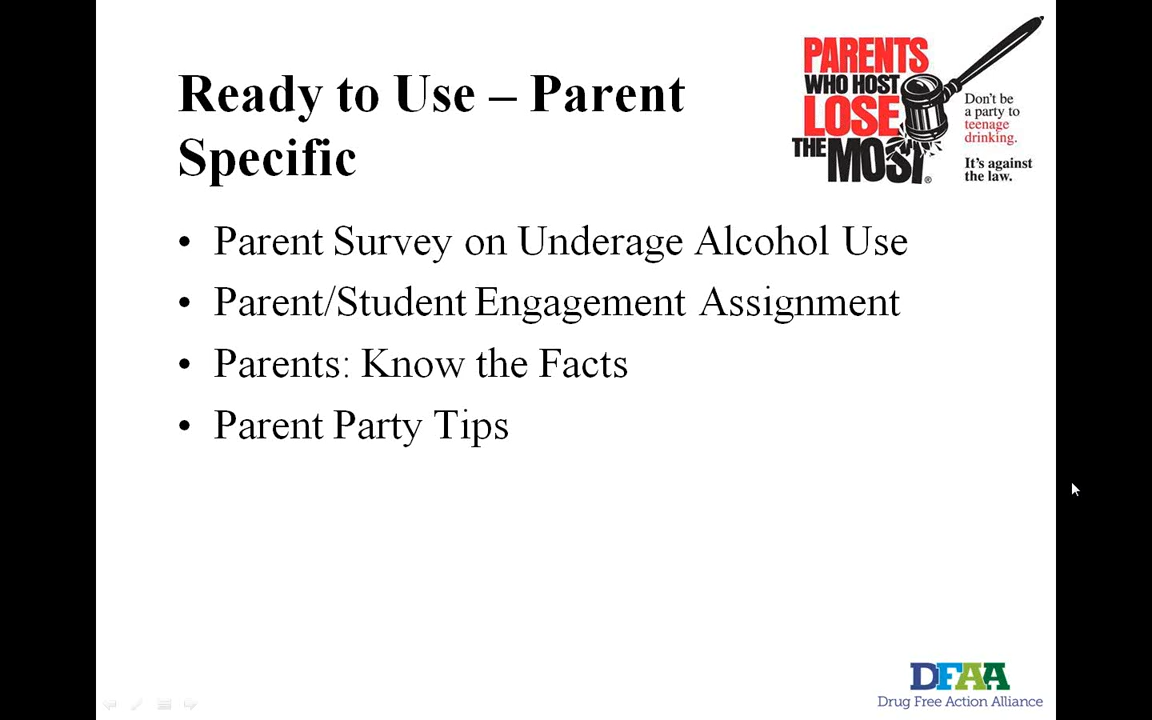 Ready to Use – Parent
Specific
PARENTS
WHO HOST
LOSE
THE MOST®
Don't be
a party to
teenage
drinking.
It's against
the law.
• Parent Survey on Underage Alcohol Use
• Parent/Student Engagement Assignment
• Parents: Know the Facts
• Parent Party Tips
DFAA
Drug Free Action Alliance